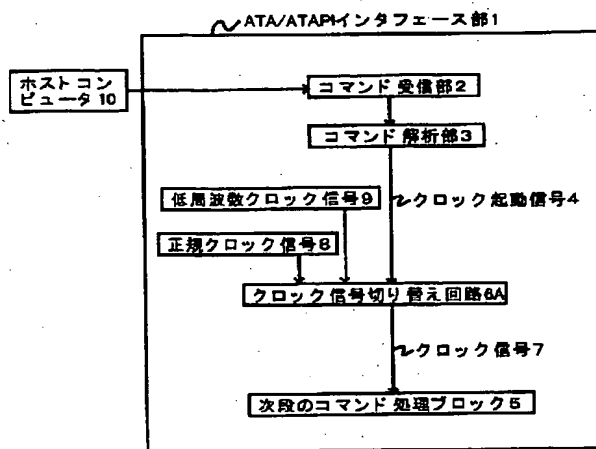 ATA/ATAPIインタフェース部1
ホストコン
ピュータ10
コマンド受信部2
コマンド解析部3
低周波数クロック信号9
クロック起動信号4
正規クロック信号8
クロック信号切り替え回路6A
クロック信号7
次段のコマンド処理ブロック5